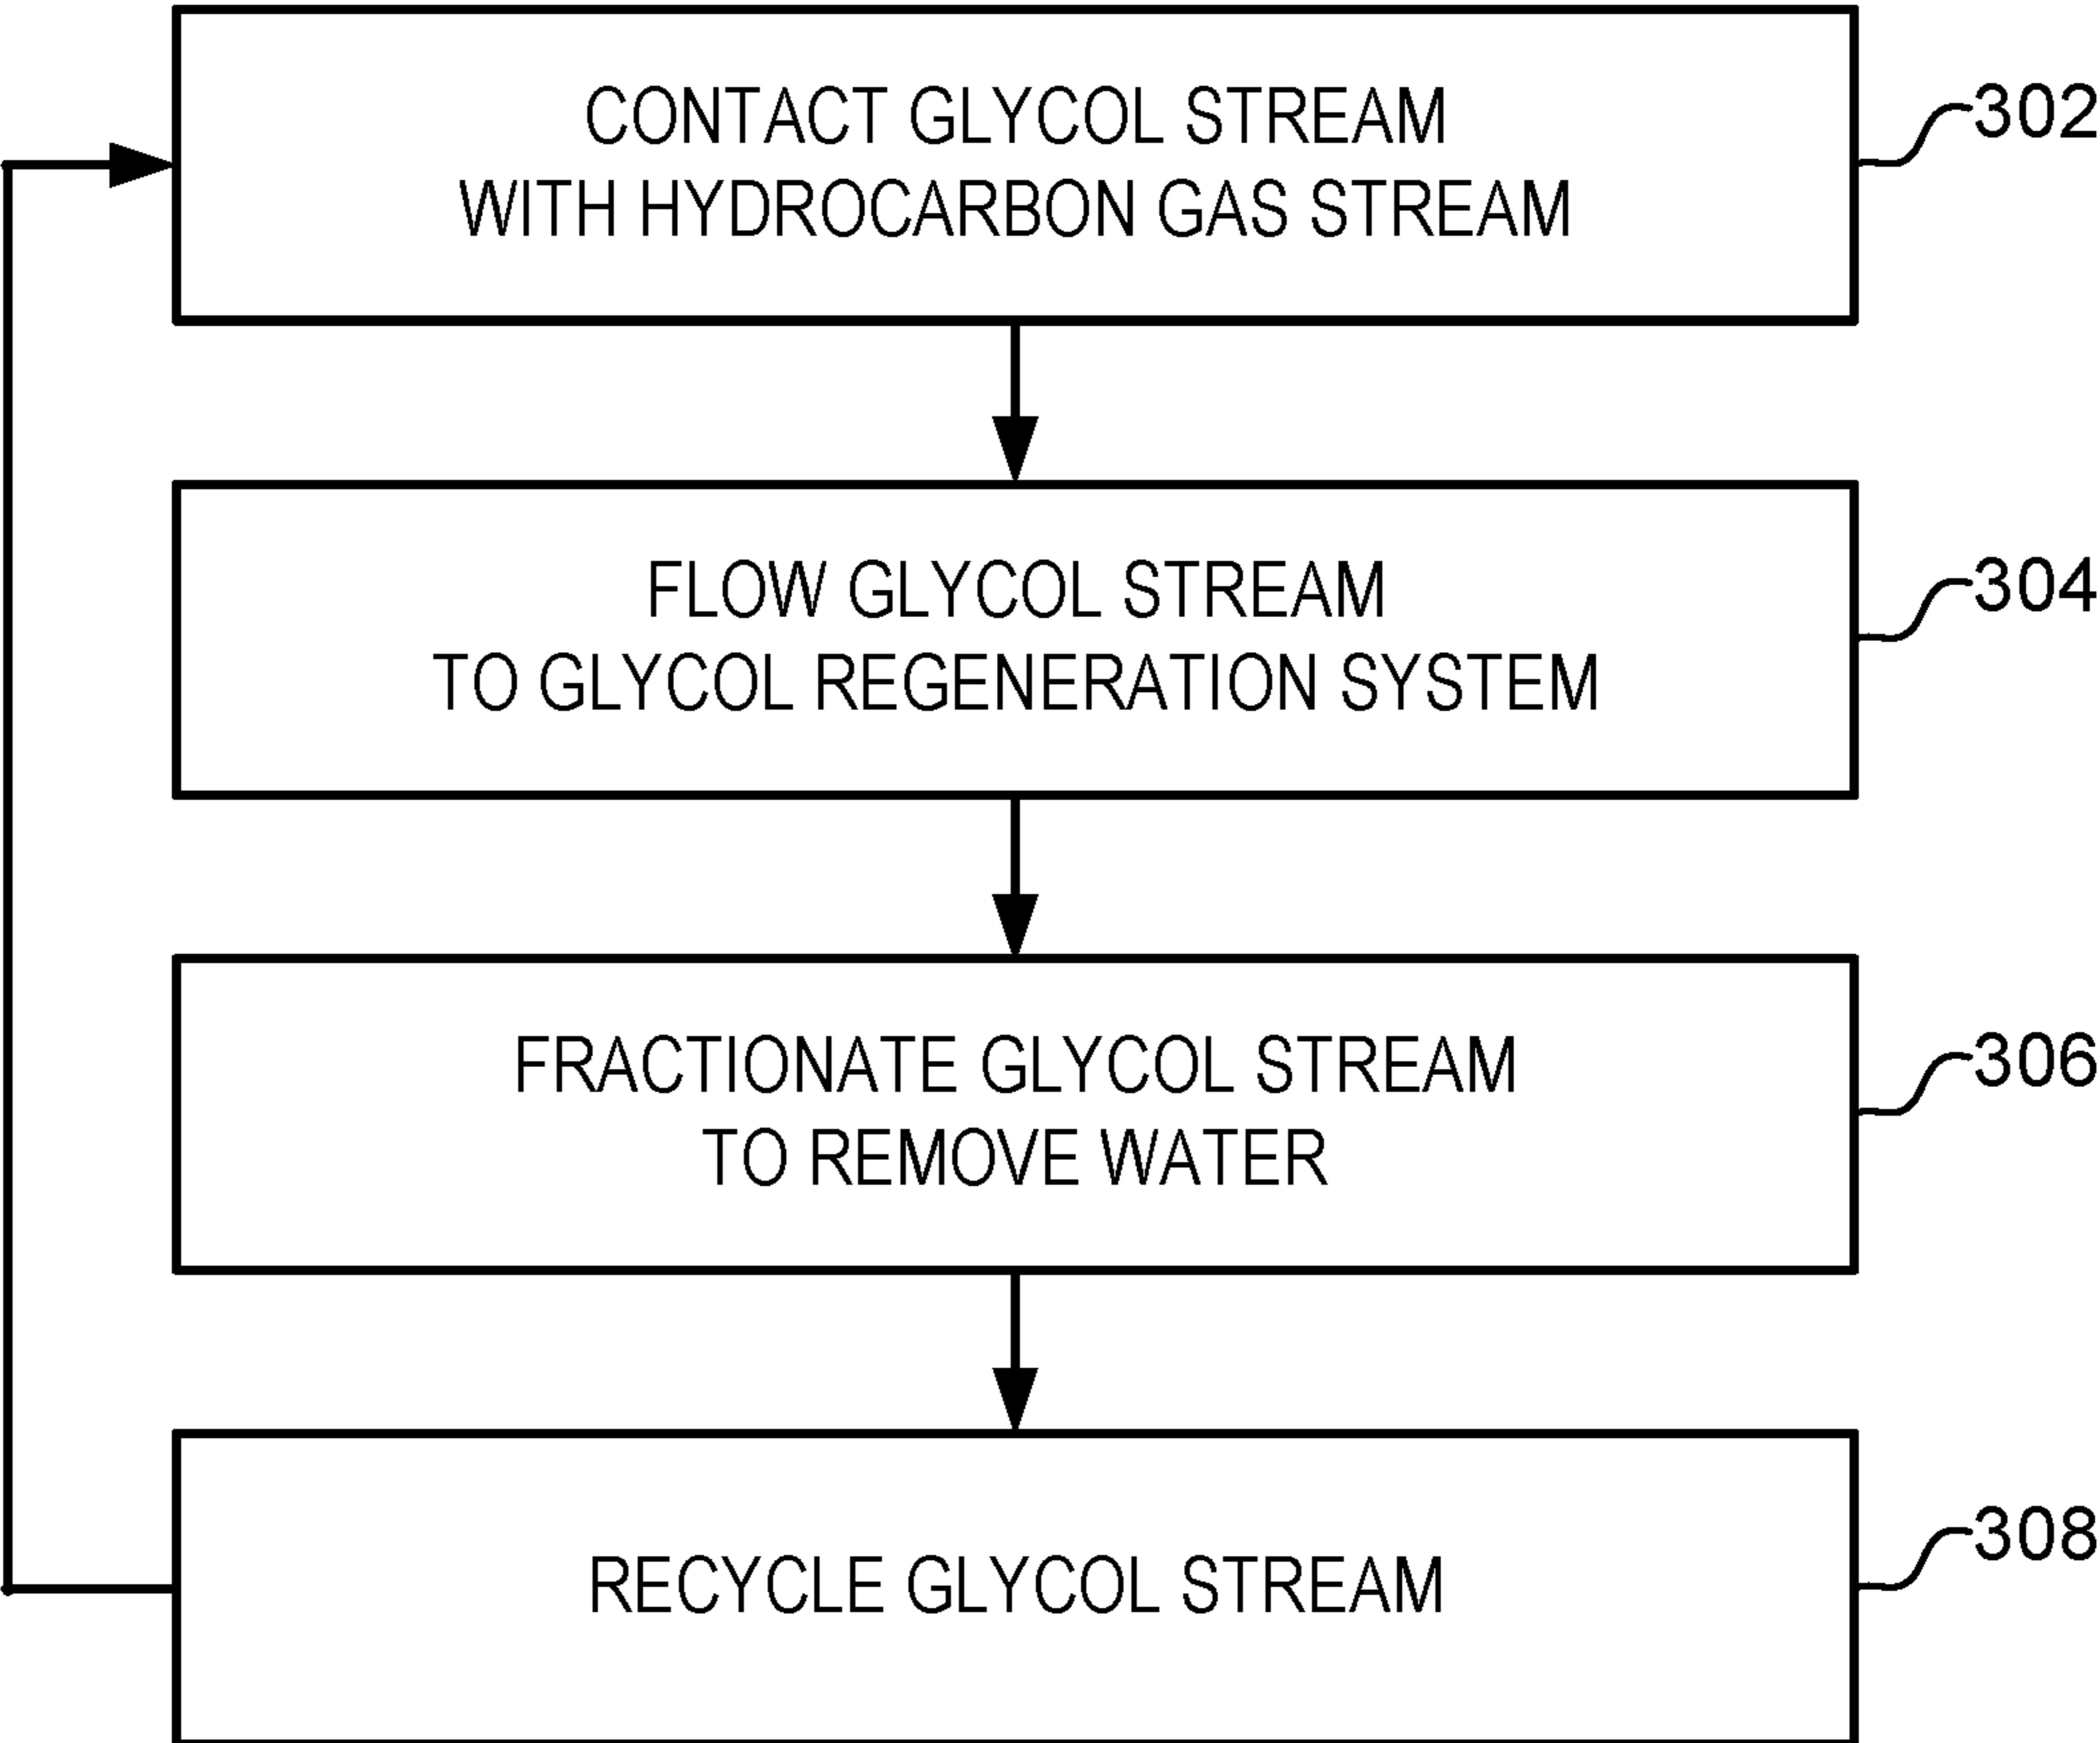 CONTACT GLYCOL STREAM
WITH HYDROCARBON GAS STREAM
302
FLOW GLYCOL STREAM
TO GLYCOL REGENERATION SYSTEM
304
FRACTIONATE GLYCOL STREAM
TO REMOVE WATER
306
RECYCLE GLYCOL STREAM
308